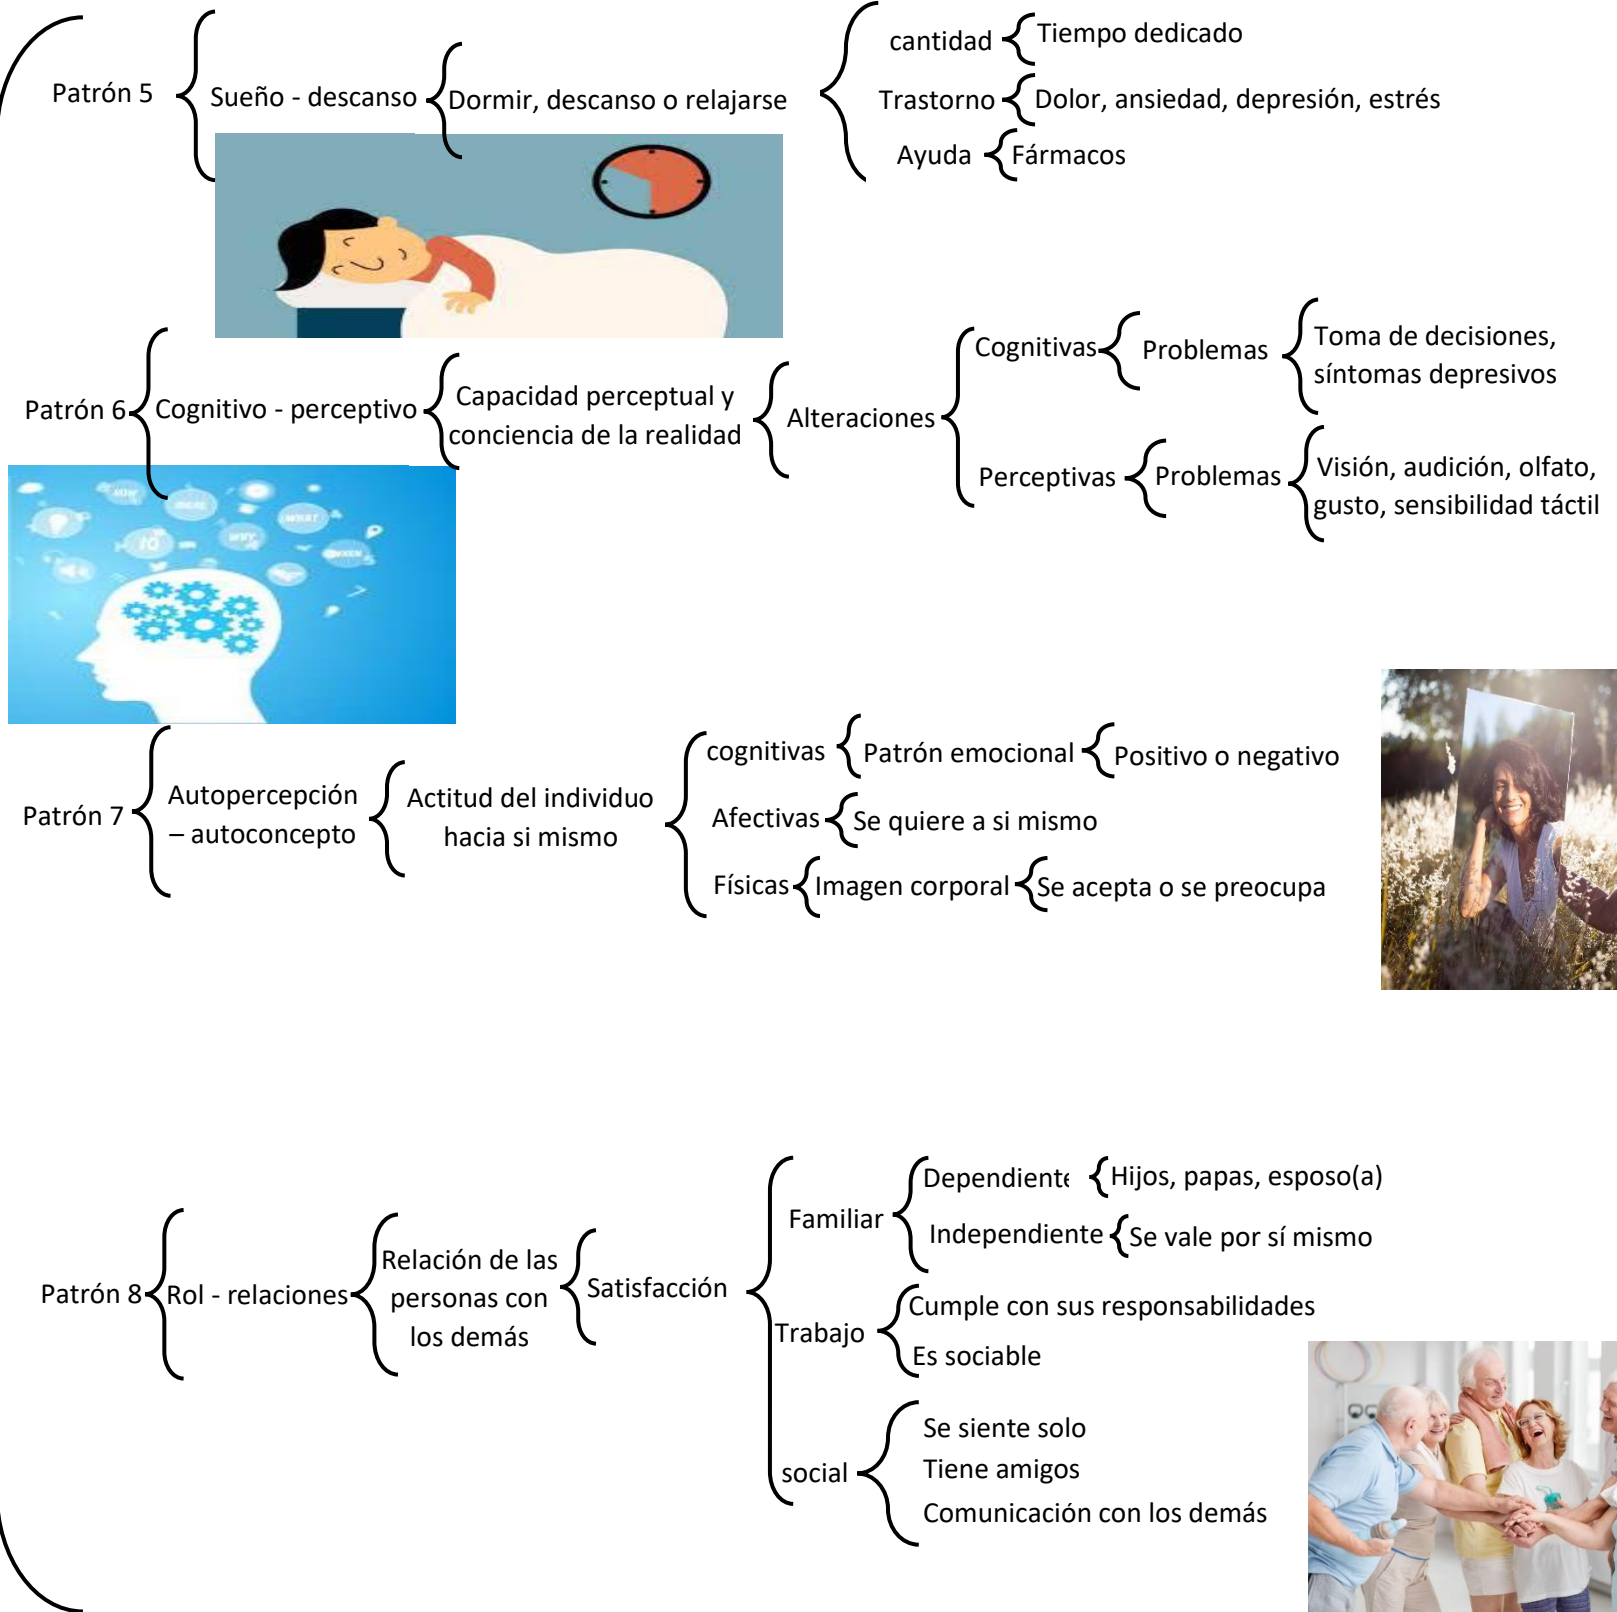 Patrón 5
Sueño - descanso
Dormir, descanso o relajarse
cantidad
Tiempo dedicado
Trastorno
Dolor, ansiedad, depresión, estrés
Ayuda
Fármacos
Patrón 6
Cognitivo - perceptivo
Capacidad perceptual y
conciencia de la realidad
Alteraciones
Cognitivas
Problemas
Toma de decisiones,
síntomas depresivos
Perceptivas
Problemas
Visión, audición, olfato,
gusto, sensibilidad táctil
HOW
WHAT
WHY
WHEN
Patrón 7
Autopercepción
– autoconcepto
Actitud del individuo
hacia si mismo
cognitivas
Patrón emocional
Positivo o negativo
Afectivas
Se quiere a si mismo
Físicas
Imagen corporal
Se acepta o se preocupa
Patrón 8
Rol - relaciones
Relación de las
personas con
los demás
Satisfacción
Familiar
Dependiente
Hijos, papas, esposo(a)
Independiente
Se vale por sí mismo
Trabajo
Cumple con sus responsabilidades
Es sociable
social
Se siente solo
Tiene amigos
Comunicación con los demás